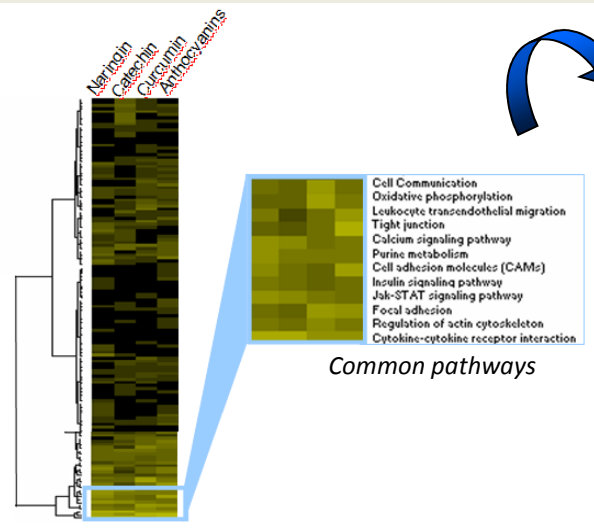 Naringin
Catechin
Curcumin
Anthocyanins
Cell Communication
Oxidative phosphorylation
Leukocyte transendothelial migration
Tight junction
Calcium signaling pathway
Purine metabolism
Cell adhesion molecules (CAMs)
Insulin signaling pathway
Jak-STAT signaling pathway
Focal adhesion
Regulation of actin cytoskeleton
Cytokine-cytokine receptor interaction
Common pathways